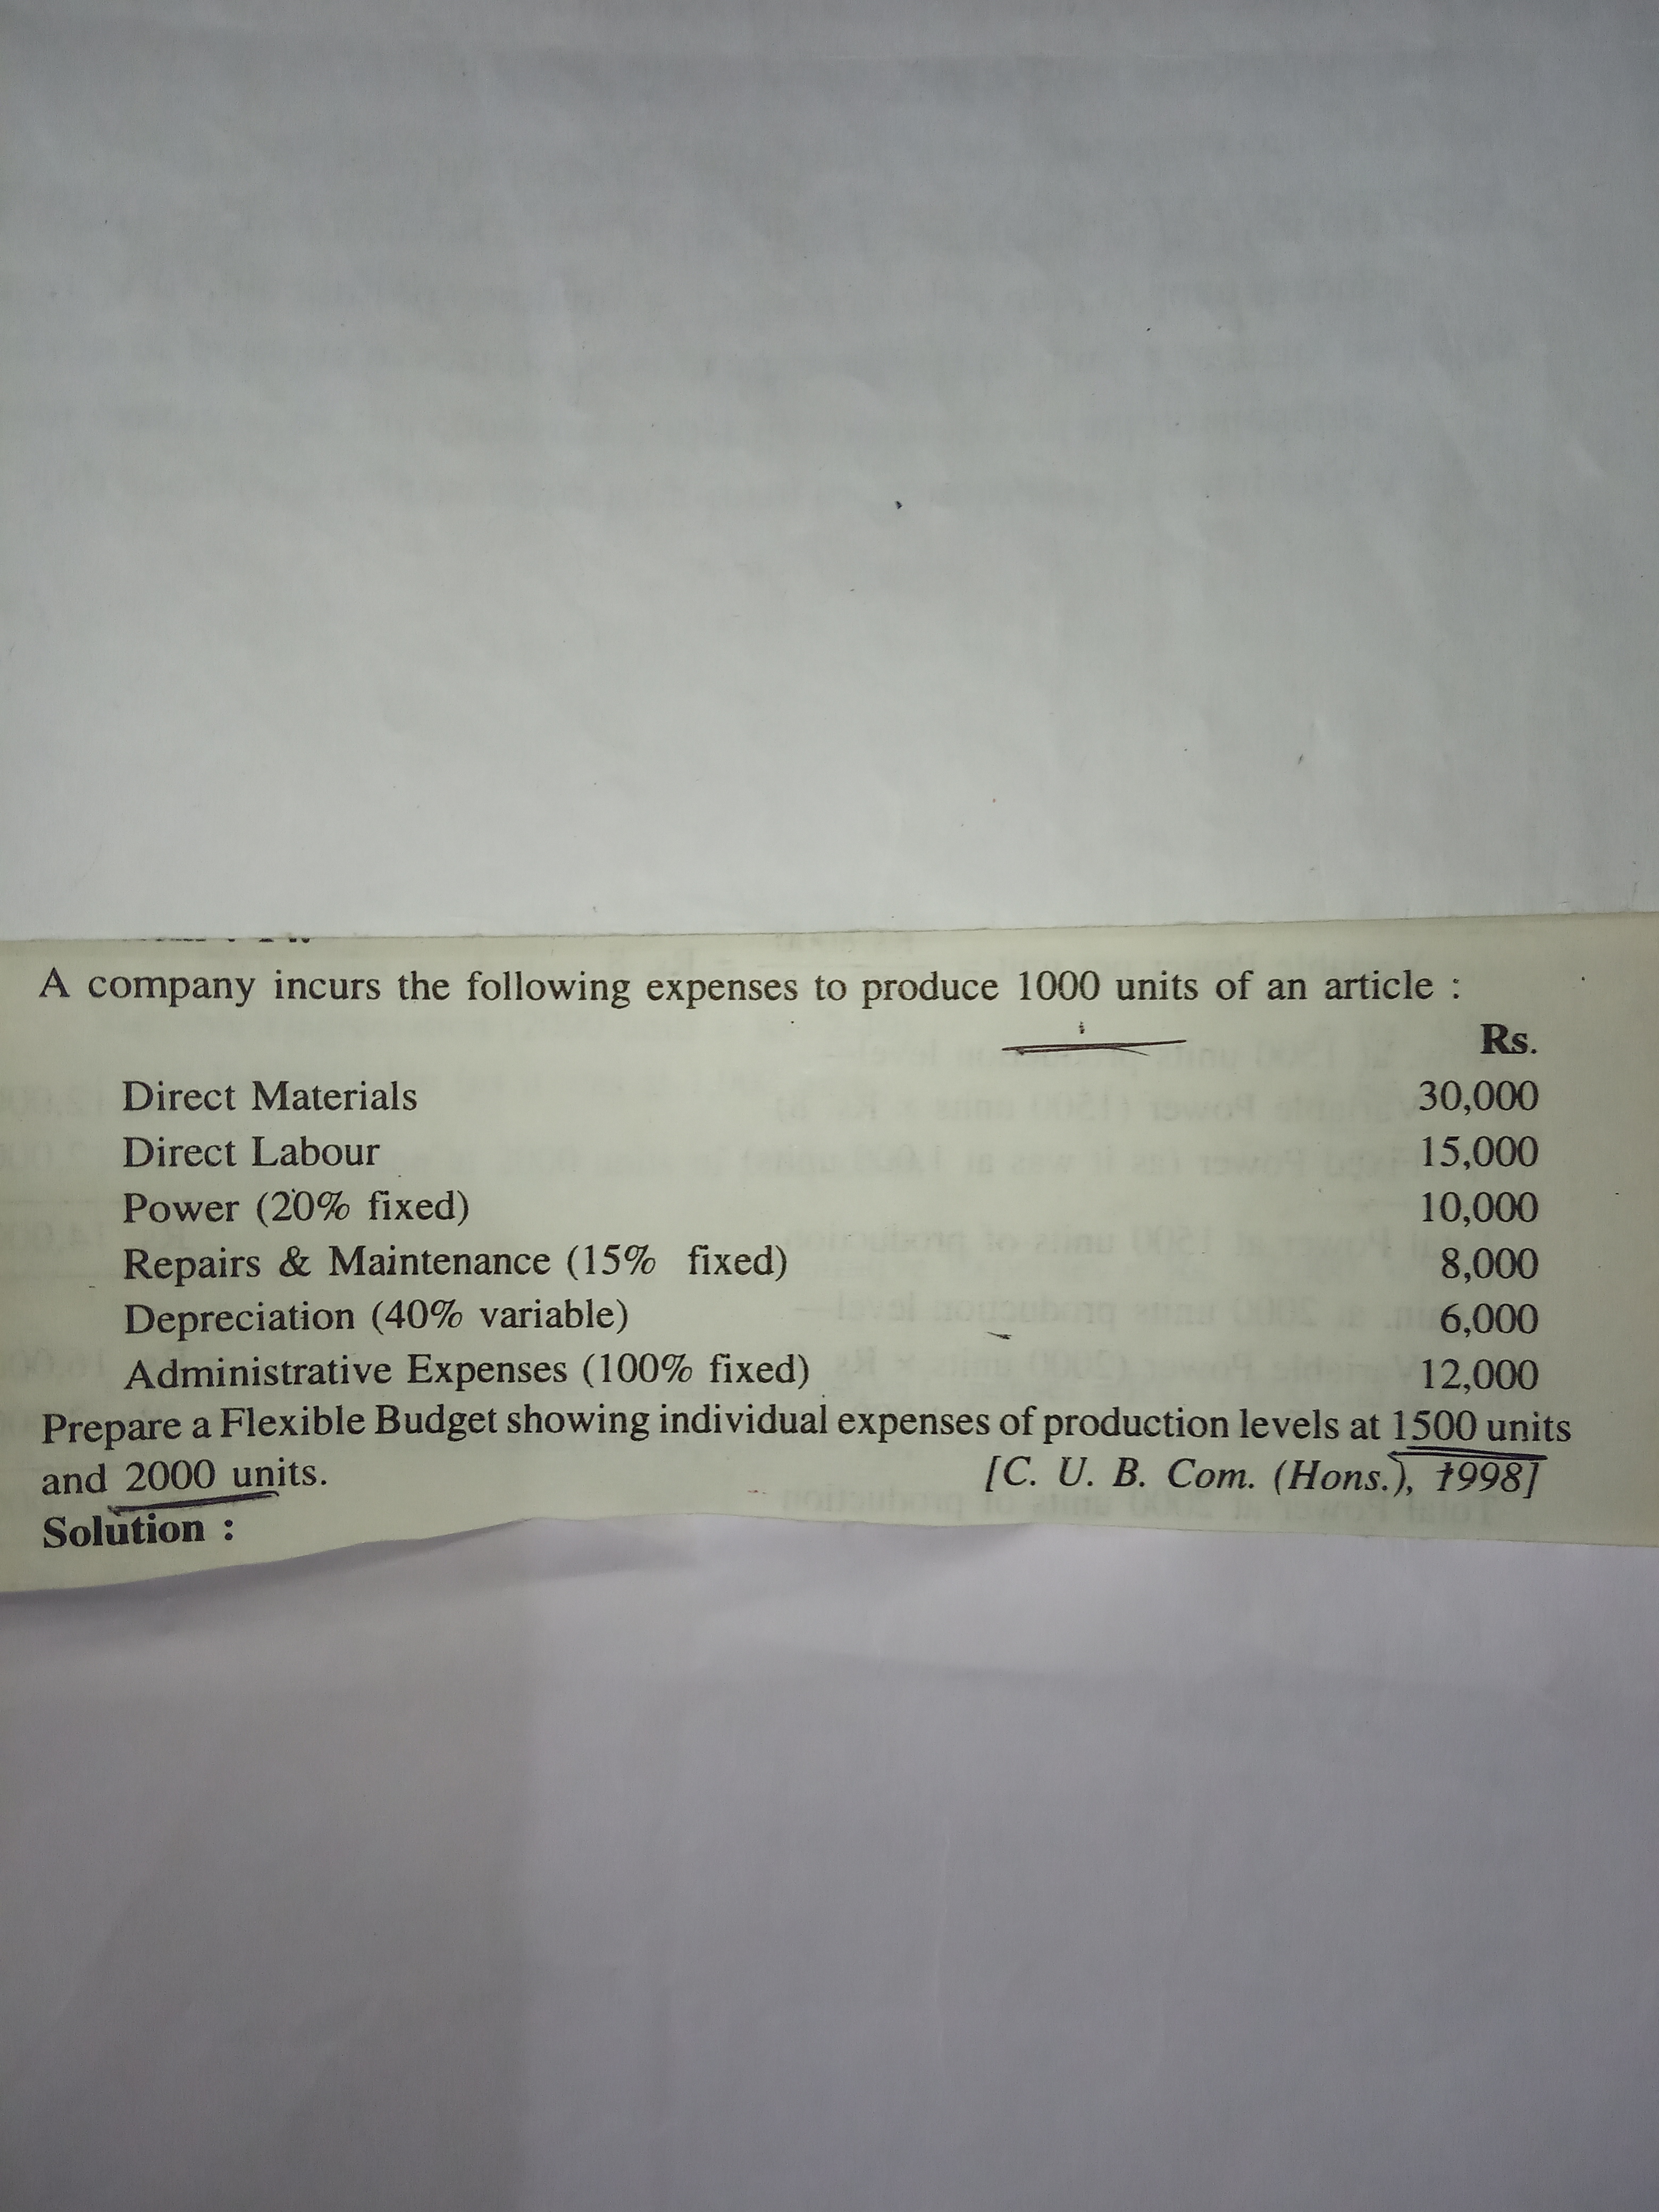 A company incurs the following expenses to produce 1000 units of an article :
Rs.
Direct Materials 30,000
Direct Labour 15,000
Power (20% fixed) 10,000
Repairs & Maintenance (15% fixed) 8,000
Depreciation (40% variable) 6,000
Administrative Expenses (100% fixed) 12,000
Prepare a Flexible Budget showing individual expenses of production levels at 1500 units
and 2000 units. [C. U. B. Com. (Hons.), 1998]
Solution :